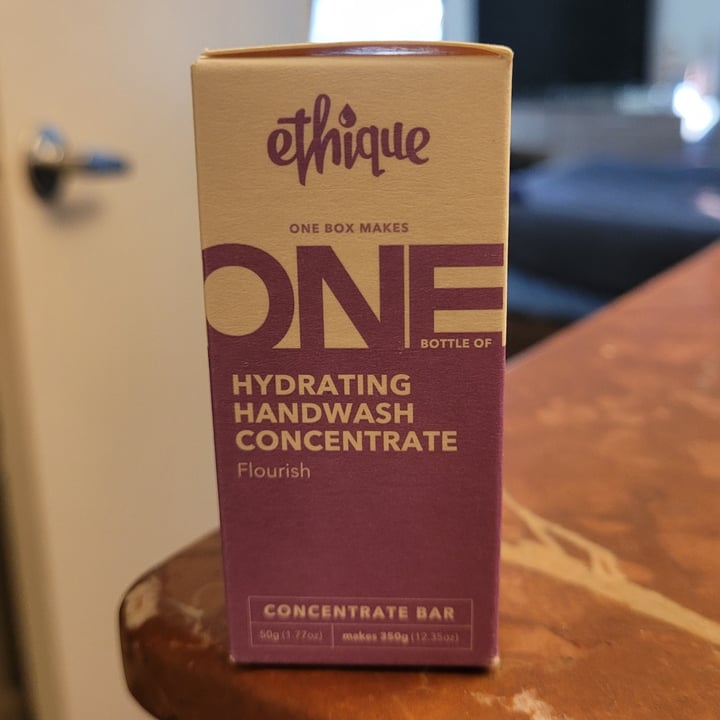 ethique
ONE BOX MAKES
ONE
BOTTLE OF
HYDRATING
HANDWASH
CONCENTRATE
Flourish
CONCENTRATE BAR
50g (1.77oz) makes 350g (12.35oz)